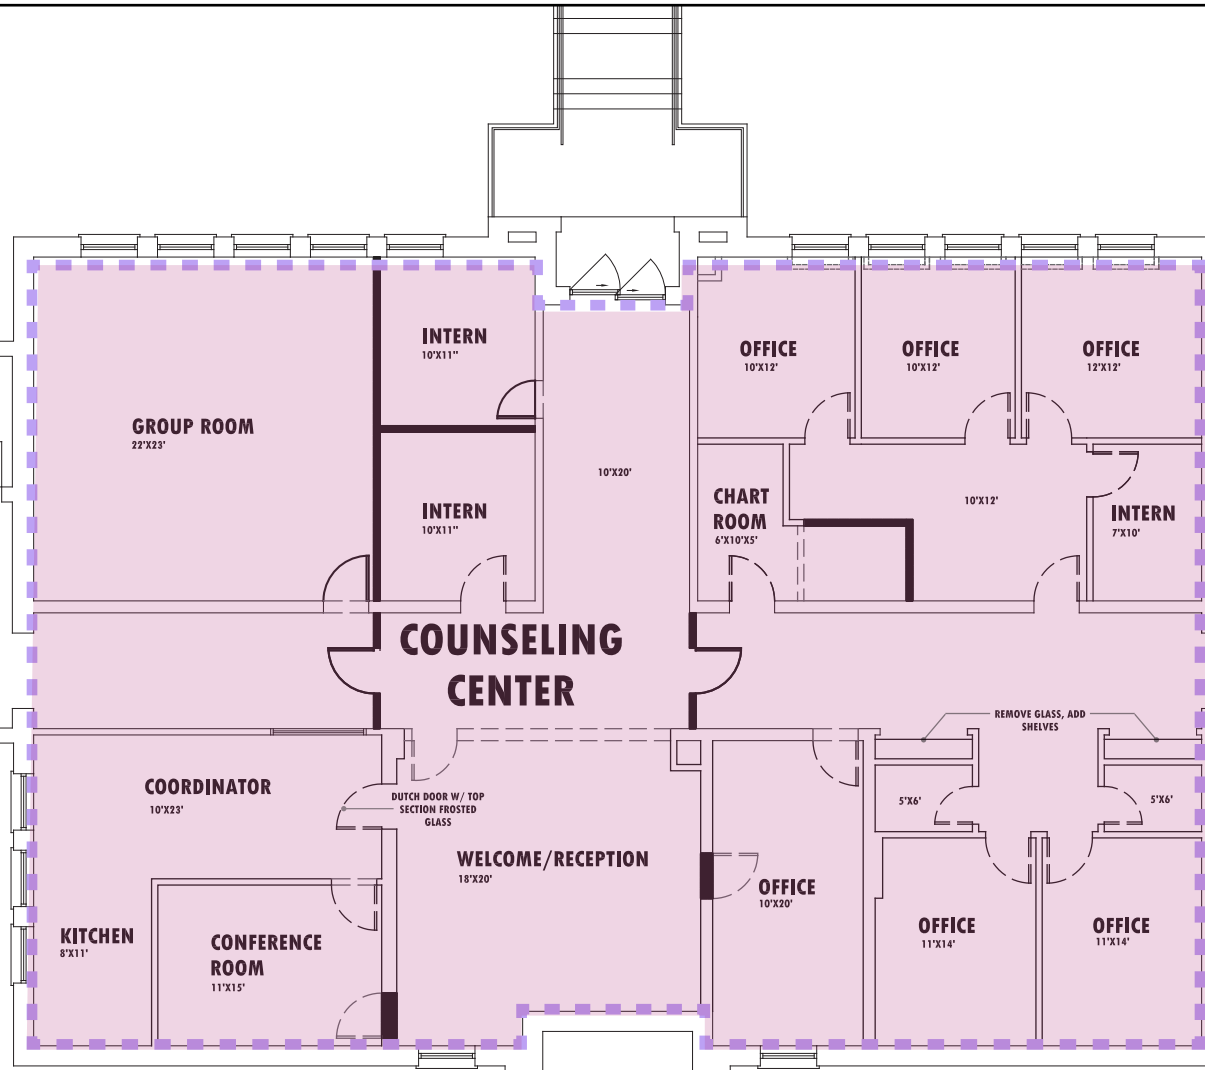 INTERN
10'X11"
OFFICE
10'X12'
OFFICE
10'X12'
OFFICE
12'X12'
GROUP ROOM
22'X23'
10'X20'
INTERN
10'X11"
CHART
ROOM
6'X10'X5'
10'X12'
INTERN
7'X10'
COUNSELING
CENTER
REMOVE GLASS, ADD
SHELVES
COORDINATOR
10'X23'
DUTCH DOOR W/ TOP
SECTION FROSTED
GLASS
5'X6'
5'X6'
WELCOME/RECEPTION
18'X20'
OFFICE
10'X20'
KITCHEN
8'X11'
CONFERENCE
ROOM
11'X15'
OFFICE
11'X14'
OFFICE
11'X14'